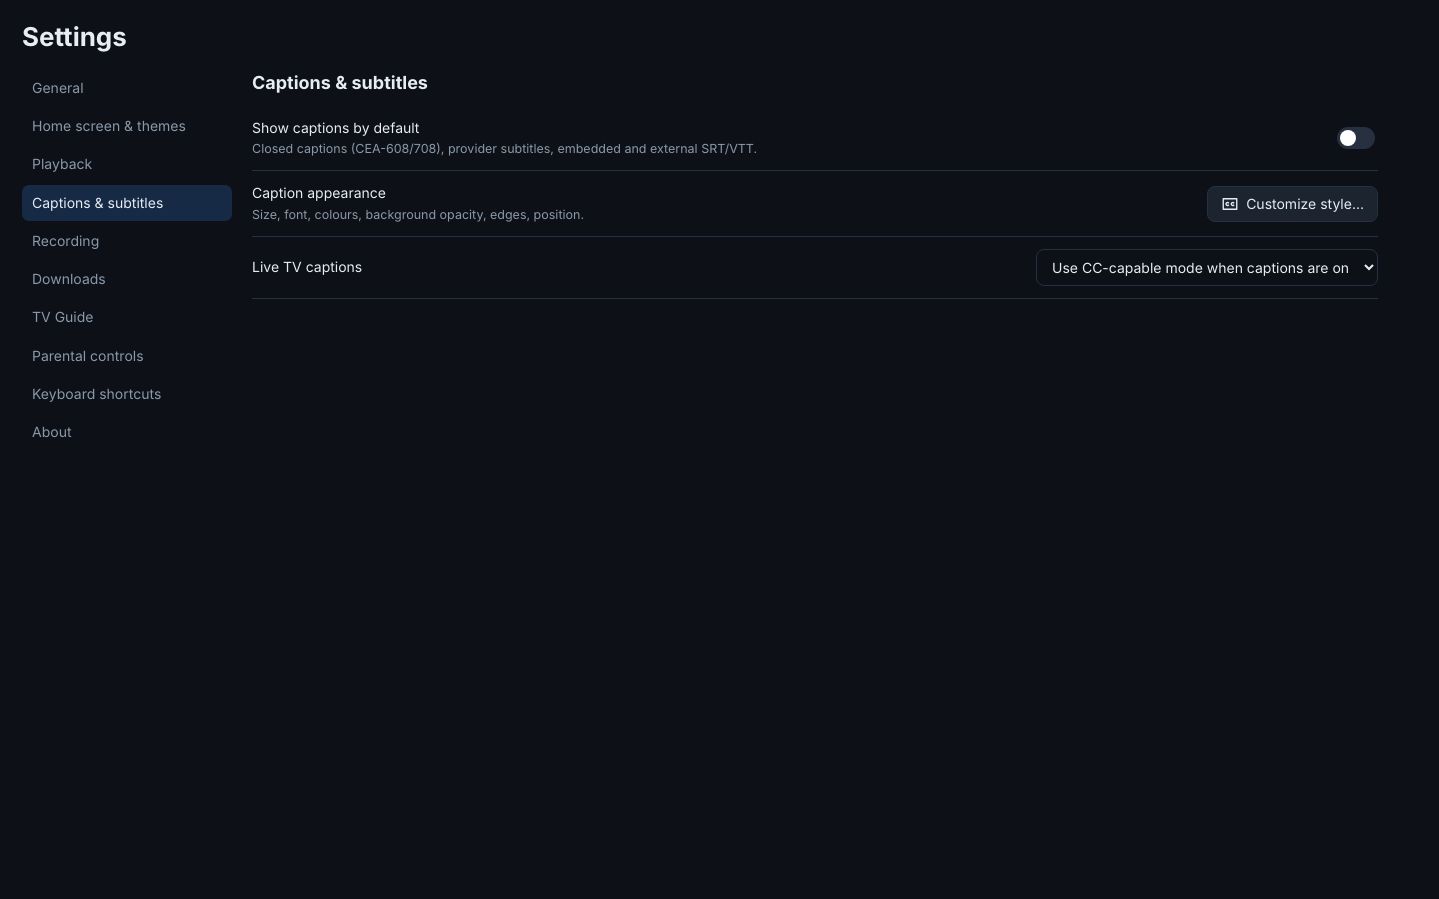 Settings
General
Home screen & themes
Playback
Captions & subtitles
Recording
Downloads
TV Guide
Parental controls
Keyboard shortcuts
About
Captions & subtitles
Show captions by default
Closed captions (CEA-608/708), provider subtitles, embedded and external SRT/VTT.
Caption appearance
Size, font, colours, background opacity, edges, position.
Customize style...
Live TV captions
Use CC-capable mode when captions are on